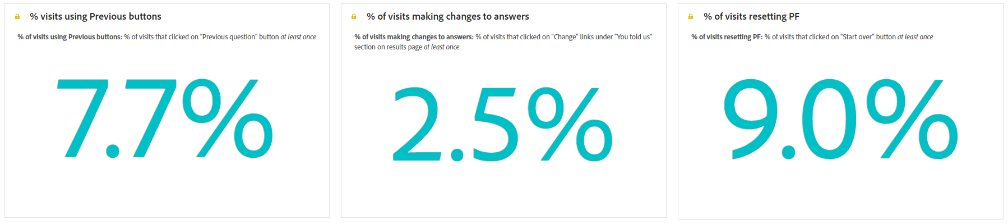 % visits using Previous buttons
% of visits using Previous buttons: % of visits that clicked on "Previous question" button at least once
7.7%
% of visits making changes to answers
% of visits making changes to answers: % of visits that clicked on "Change" links under "You told us"
section on results page at least once
2.5%
% of visits resetting PF
% of visits resetting PF: % of visits that clicked on "Start over" button at least once
9.0%